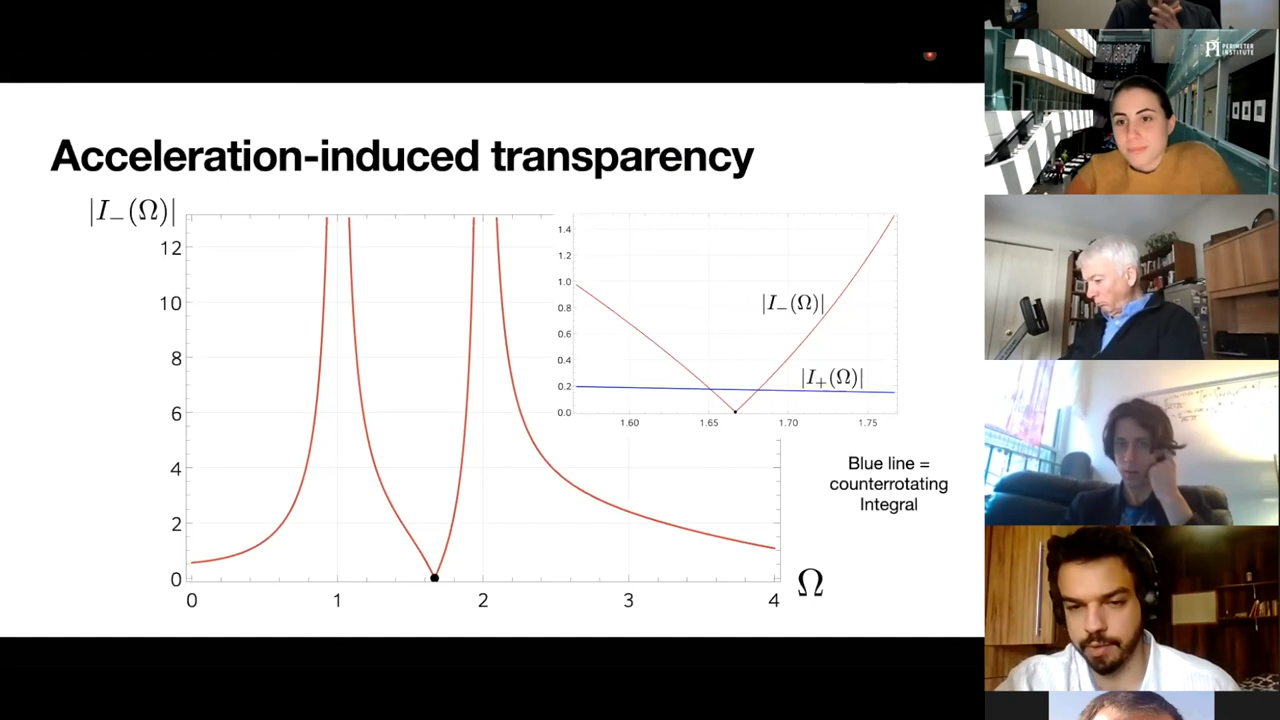 PI PERIMETER
INSTITUTE
Acceleration-induced transparency
|I₋(Ω)|
12
10
8
6
4
2
0
0 1 2 3 4
Ω
1.4
1.2
1.0
0.8
0.6
0.4
0.2
0.0
1.60 1.65 1.70 1.75
|I₋(Ω)|
|I₊(Ω)|
Blue line =
counterrotating
Integral